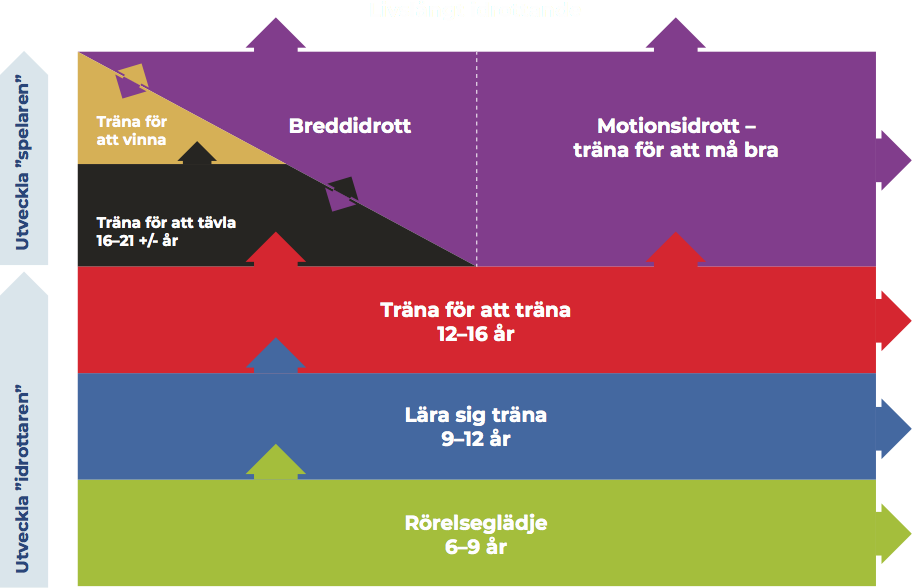 Utveckla ”spelaren”
Träna för
att vinna
Breddidrott
Motionsidrott –
träna för att må bra
Träna för att tävla
16–21 +/- år
Utveckla ”idrottaren”
Träna för att träna
12–16 år
Lära sig träna
9–12 år
Rörelseglädje
6–9 år